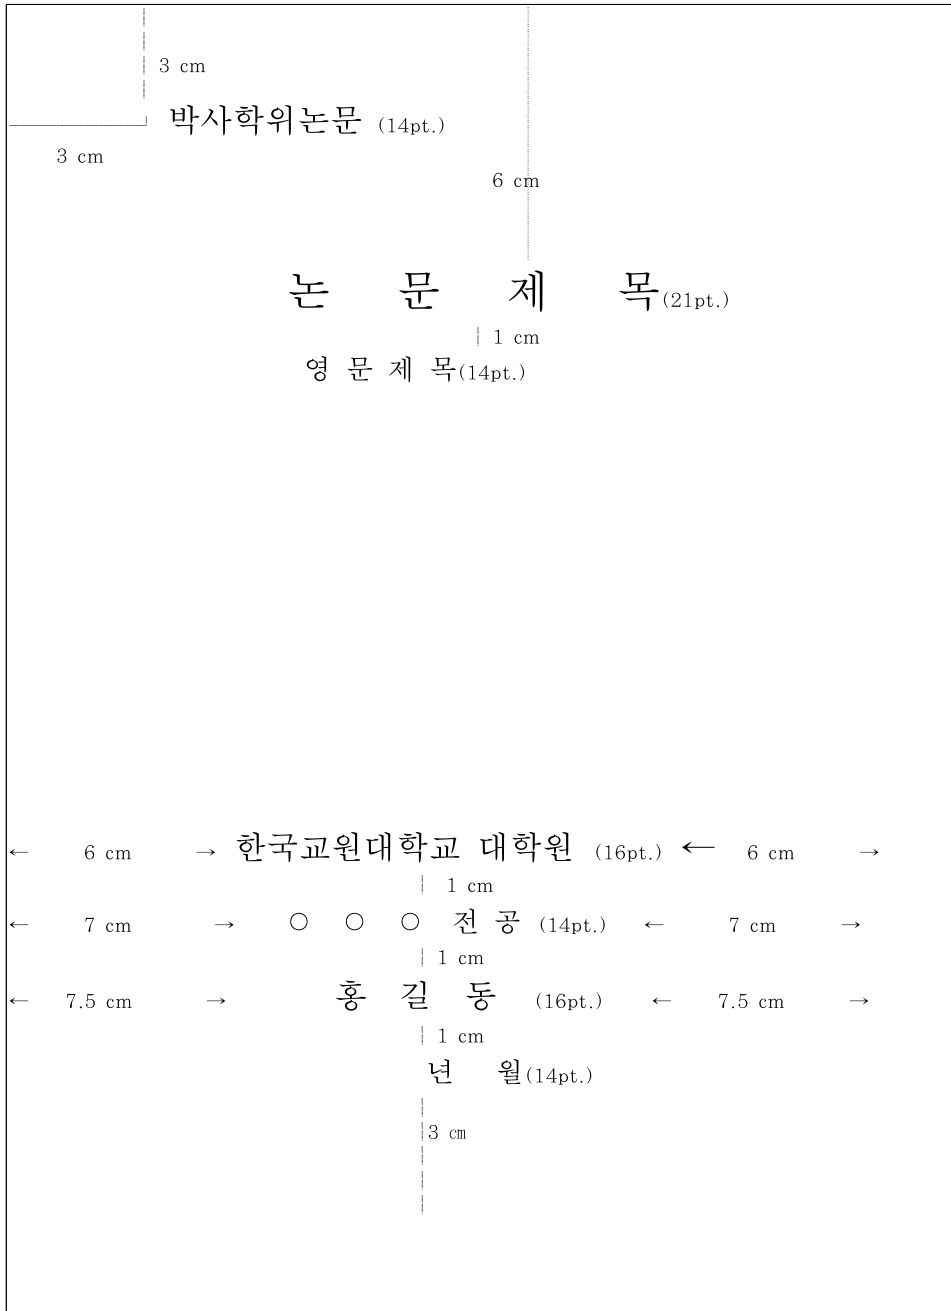 3 cm
박사학위논문 (14pt.)
3 cm
6 cm
논 문 제 목(21pt.)
1 cm
영 문 제 목(14pt.)
← 6 cm → 한국교원대학교 대학원 (16pt.) ← 6 cm →
1 cm
← 7 cm → ○ ○ ○ 전 공 (14pt.) ← 7 cm →
1 cm
← 7.5 cm → 홍 길 동 (16pt.) ← 7.5 cm →
1 cm
년 월(14pt.)
3 ㎝